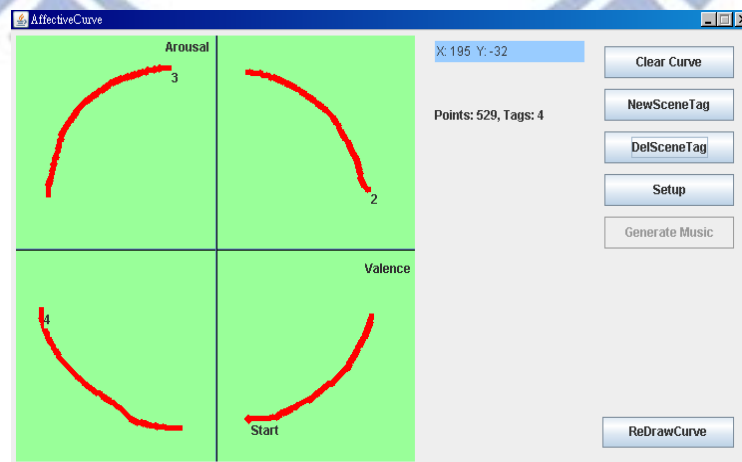 AffectiveCurve
Arousal
3
2
Valence
4
Start
X: 195 Y: -32
Points: 529, Tags: 4
Clear Curve
NewSceneTag
DelSceneTag
Setup
Generate Music
ReDrawCurve